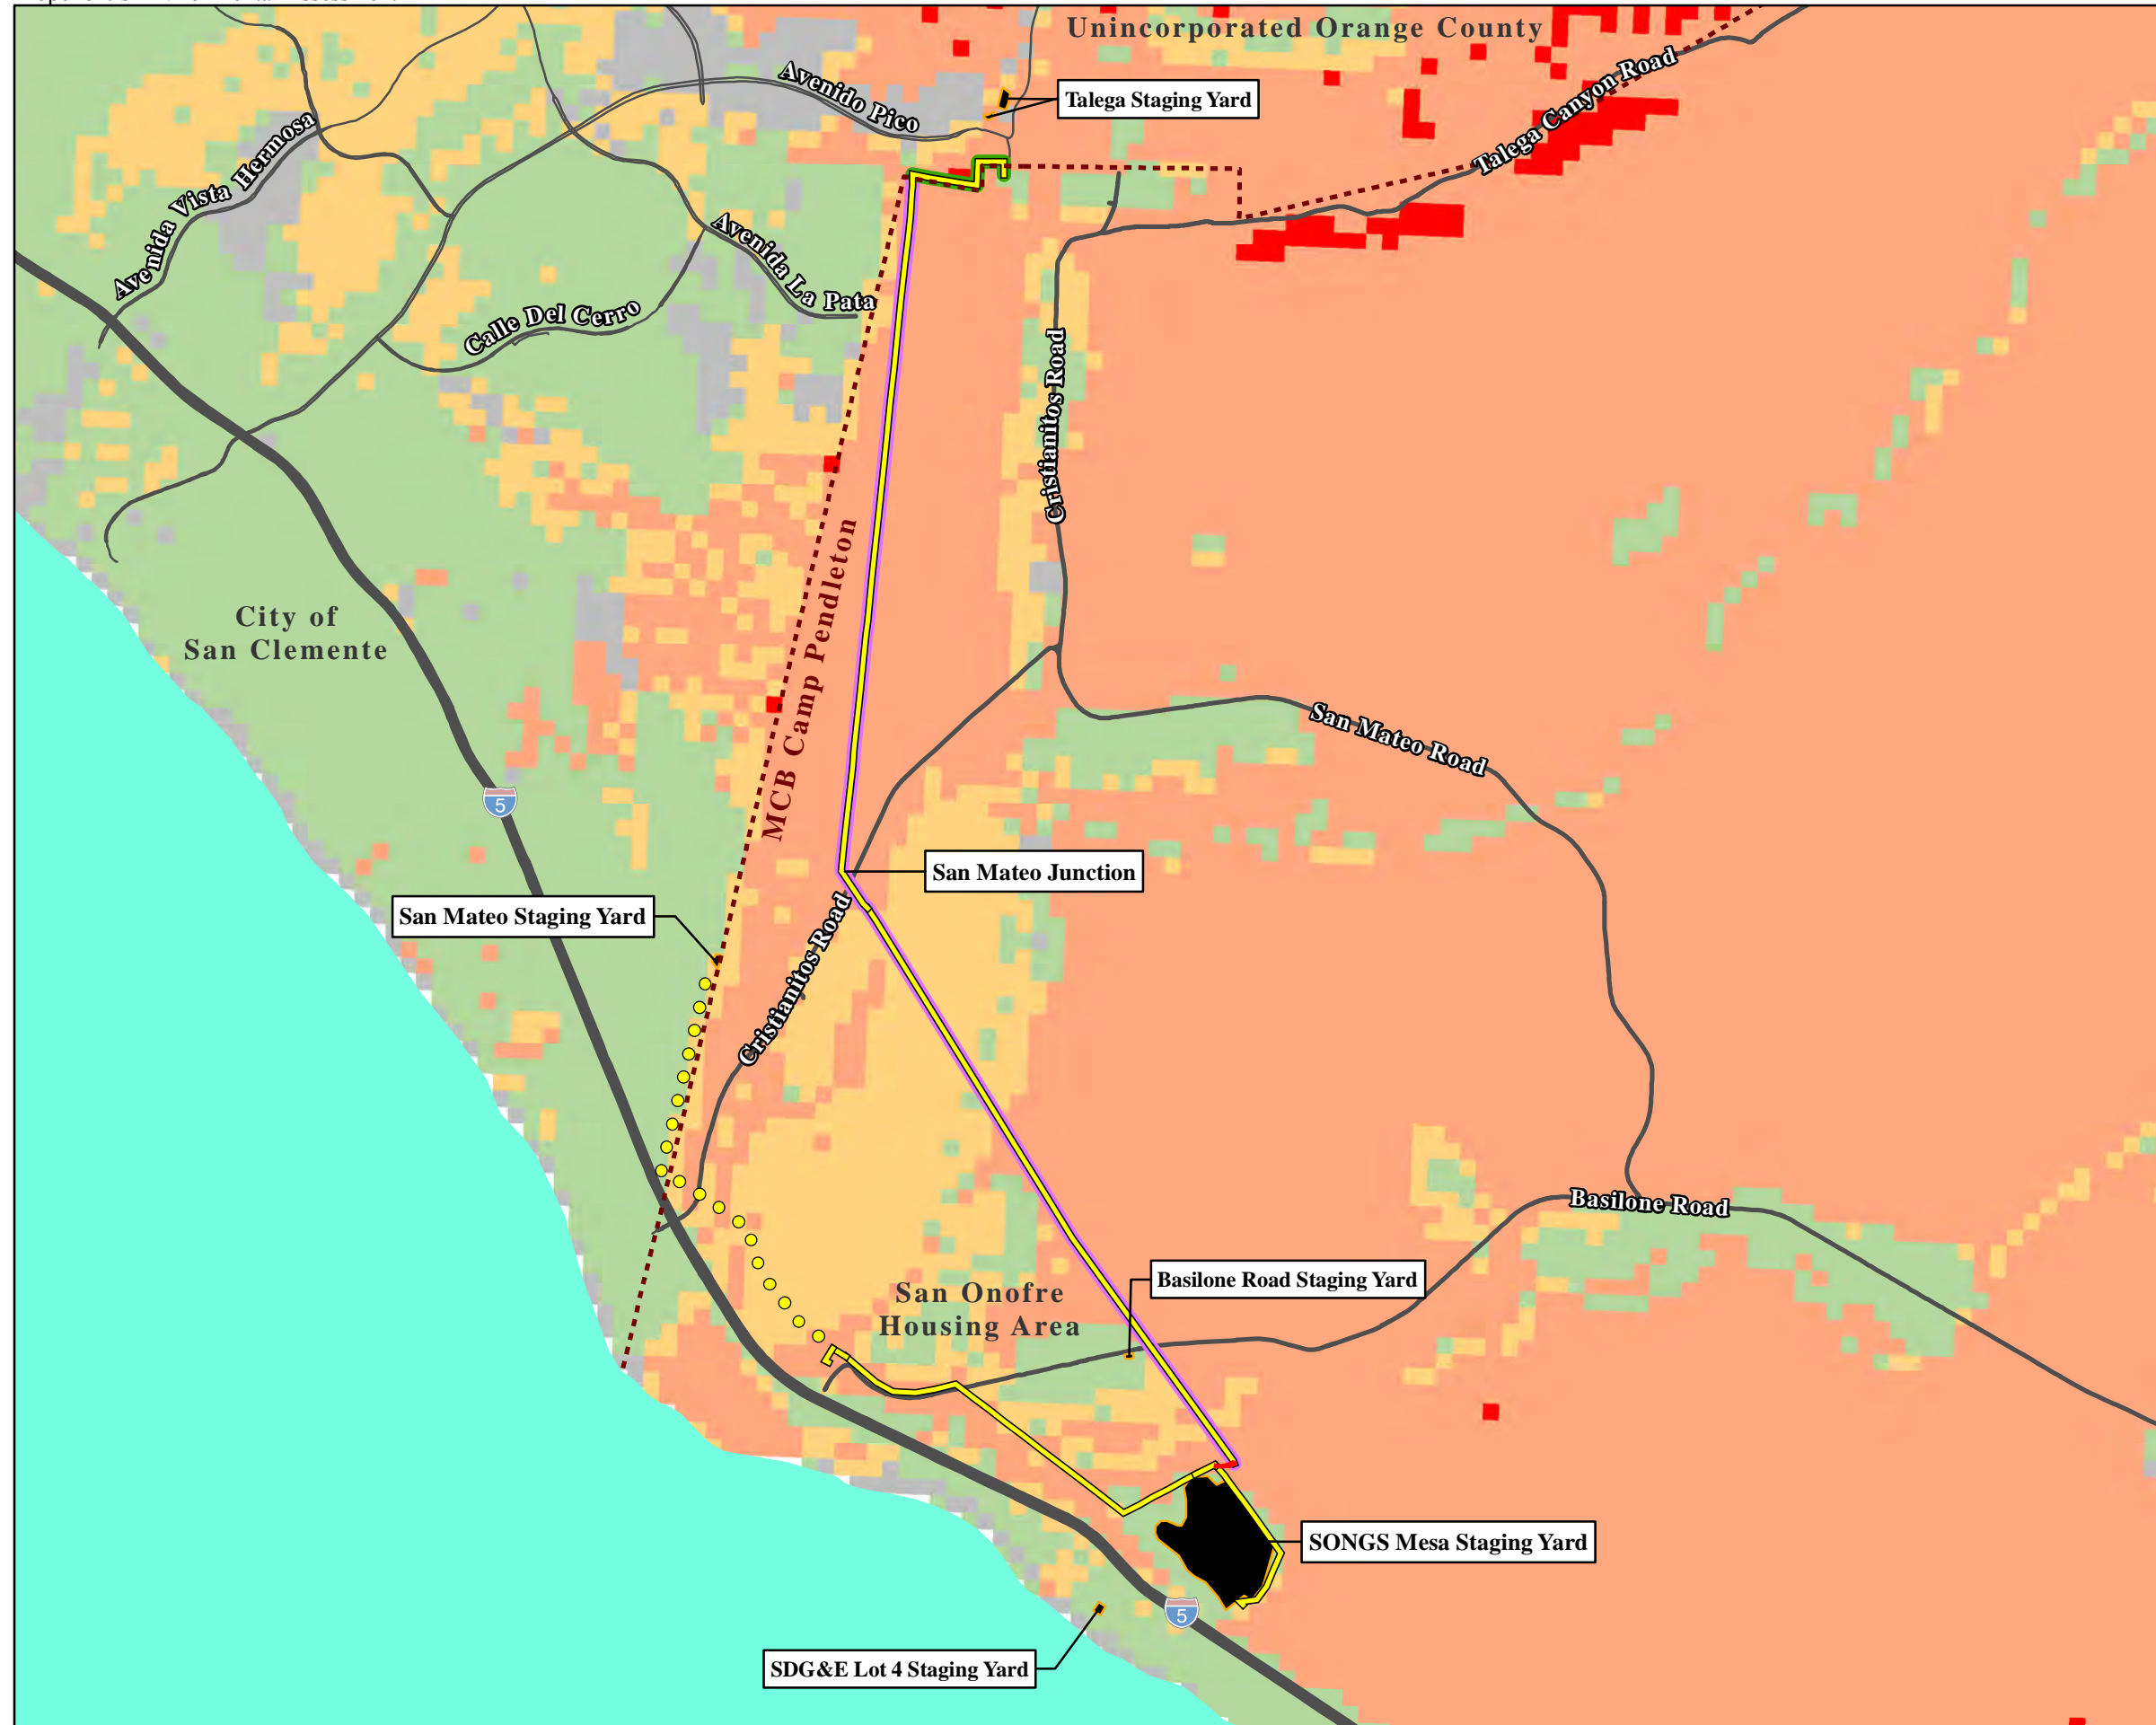 Unincorporated Orange County
Talega Canyon Road
Avenido Pico
Talega Staging Yard
Avenida Vista Hermosa
Avenida La Pata
Calle Del Cerro
Cristianitos Road
City of
San Clemente
MCB Camp Pendleton
San Mateo Road
5
San Mateo Junction
San Mateo Staging Yard
Cristianitos Road
Basilone Road
San Onofre
Housing Area
Basilone Road Staging Yard
SONGS Mesa Staging Yard
5
SDG&E Lot 4 Staging Yard